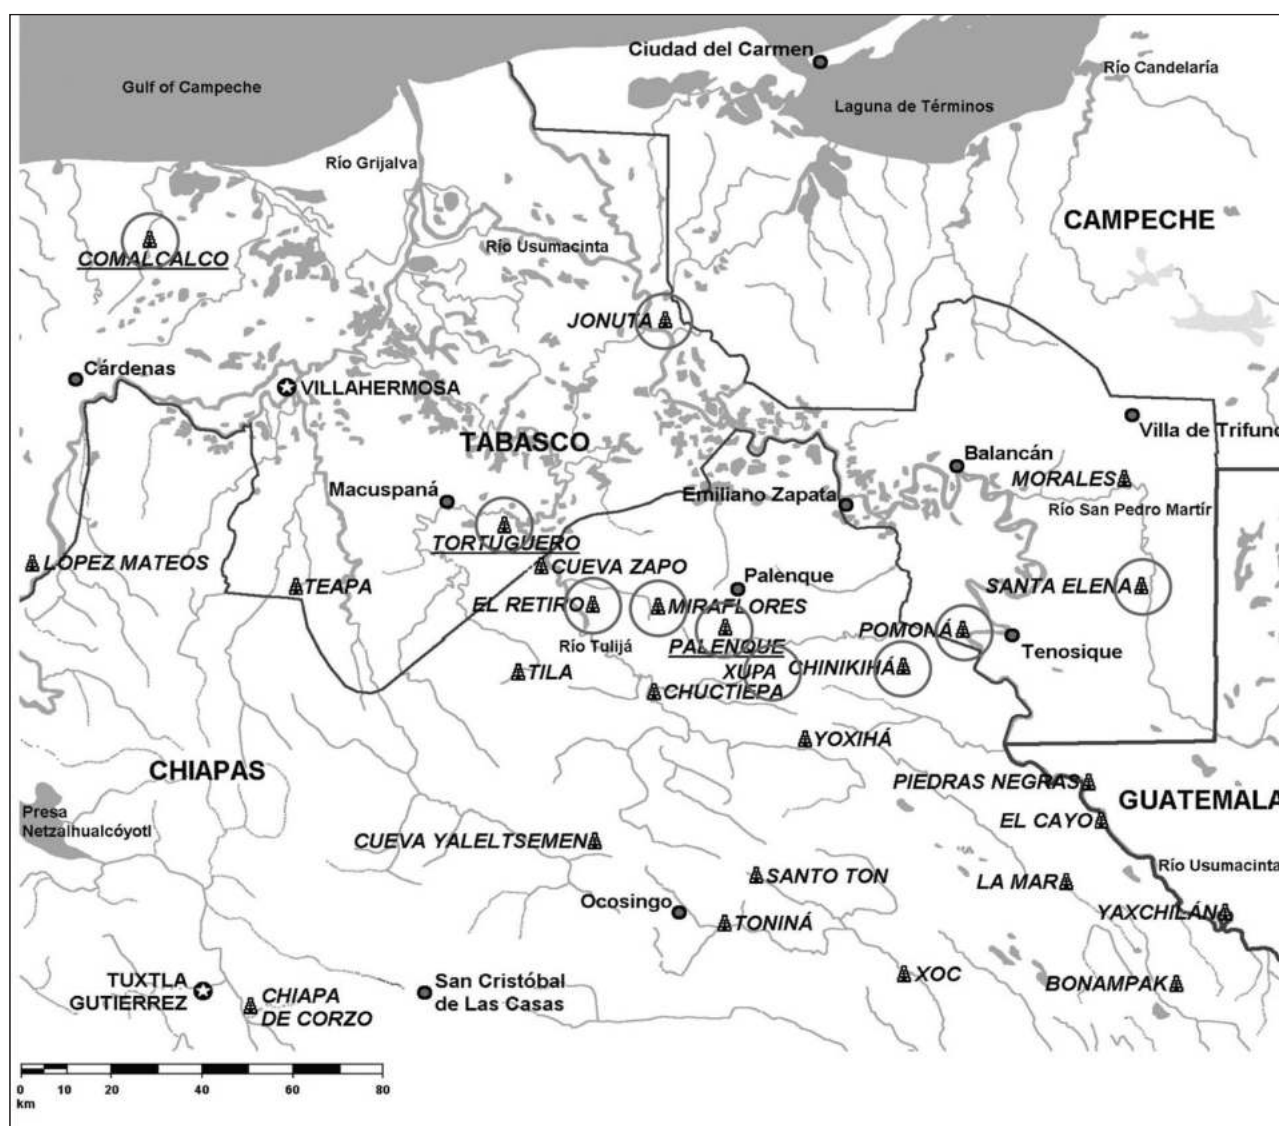 Ciudad del Carmen
Río Candelaría
Gulf of Campeche
Laguna de Términos
Río Grijalva
CAMPECHE
Río Usumacinta
COMALCALCO
JONUTA
Cárdenas
VILLAHERMOSA
Villa de Trifunc
TABASCO
Balancán
MORALES
Macuspaná
Emiliano Zapata
Río San Pedro Martír
TORTUGUERO
LÓPEZ MATEOS
CUEVA ZAPO
TEAPA
Palenque
SANTA ELENA
EL RETIRO
MIRAFLORES
POMONÁ
Río Tulijá
PALENQUE
Tenosique
TILA
XUPA
CHINIKIHÁ
CHUCTIEPA
YOXIHÁ
CHIAPAS
PIEDRAS NEGRAS
GUATEMALA
Presa
Netzalhualcóyotl
EL CAYO
CUEVA YALELTSEMEN
Río Usumacinta
SANTO TON
LA MAR
Ocosingo
YAXCHILÁN
TONINÁ
XOC
BONAMPAK
TUXTLA
GUTIÉRREZ
San Cristóbal
de Las Casas
CHIAPA
DE CORZO
0 10 20 40 60 80
km